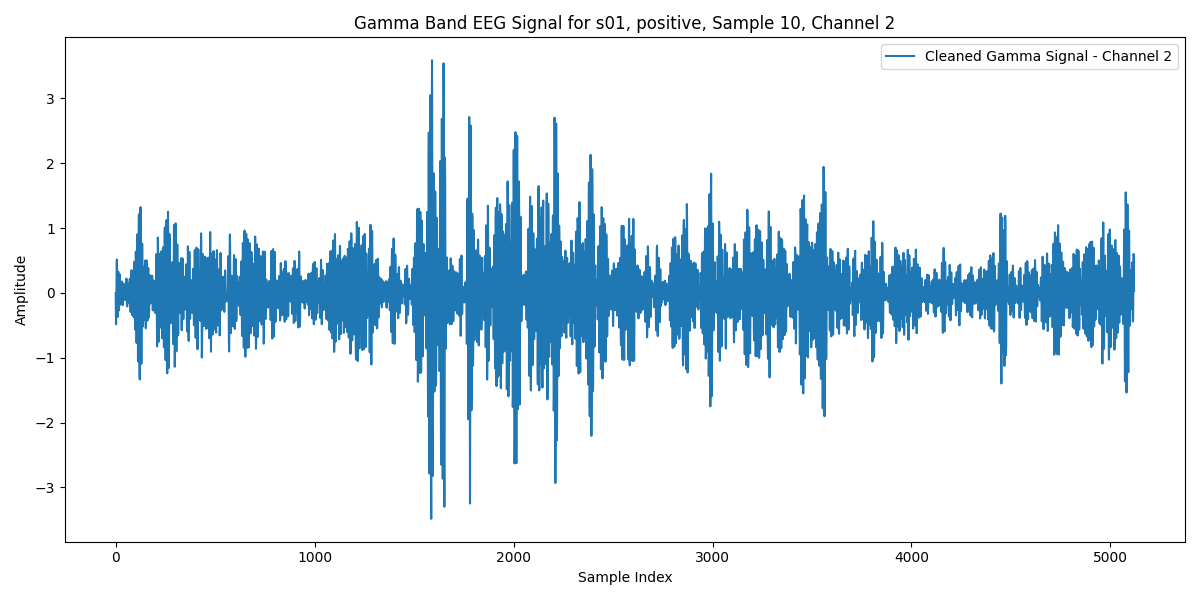 Gamma Band EEG Signal for s01, positive, Sample 10, Channel 2
Cleaned Gamma Signal - Channel 2
Amplitude
3
2
1
0
−1
−2
−3
0 1000 2000 3000 4000 5000
Sample Index